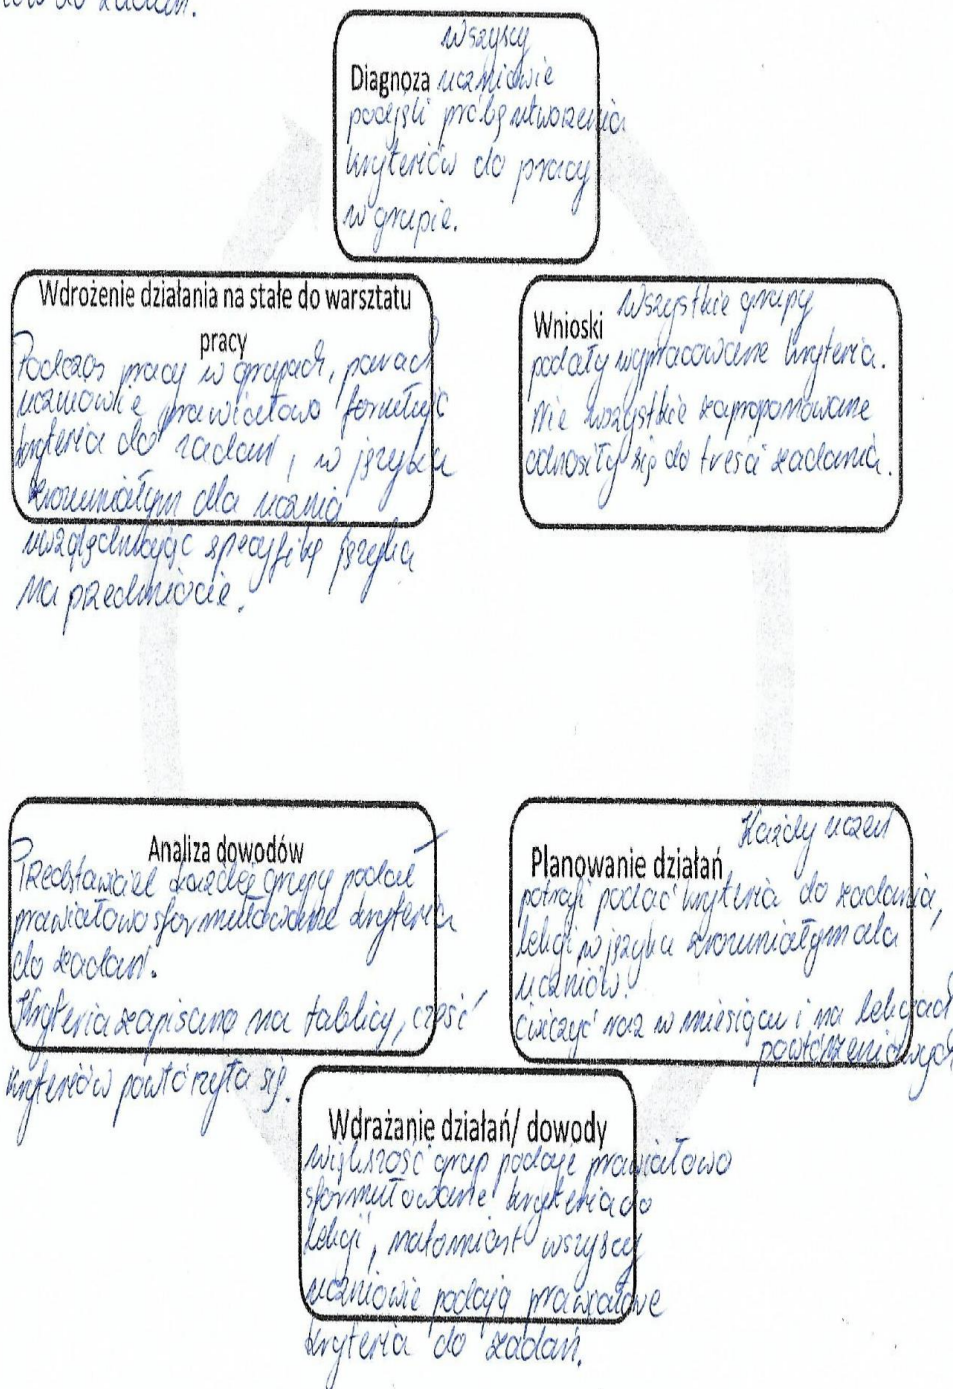 do zadań.
wszyscy
Diagnoza uczniowie
podjęli próbę utworzenia
kryteriów do pracy
w grupie.
Wdrożenie działania na stałe do warsztatu
pracy
Podczas pracy w grupach, parach
uczniowie prawidłowo formułują
kryteria do zadań, w języku
zrozumiałym dla ucznia
uwzględniając specyfikę języka
na przedmiocie.
Wszystkie grupy
Wnioski
podały wypracowane kryteria.
Nie wszystkie zaproponowane
odnosiły się do treści zadania.
Każdy uczeń
Planowanie działań
potrafi podać kryteria do zadania,
lekcji w języku zrozumiałym dla
uczniów.
Ćwiczyć raz w miesiącu i na lekcjach
powtórzeniowych
Wdrażanie działań/ dowody
większość grup podaje prawidłowo
sformułowane kryteria do
lekcji, natomiast wszyscy
uczniowie podają prawidłowe
kryteria do zadań.
Analiza dowodów
Przedstawiciel każdej grupy podał
prawidłowo sformułowane kryteria
do zadań.
Kryteria zapisano na tablicy, część
kryteriów powtórzyła się.